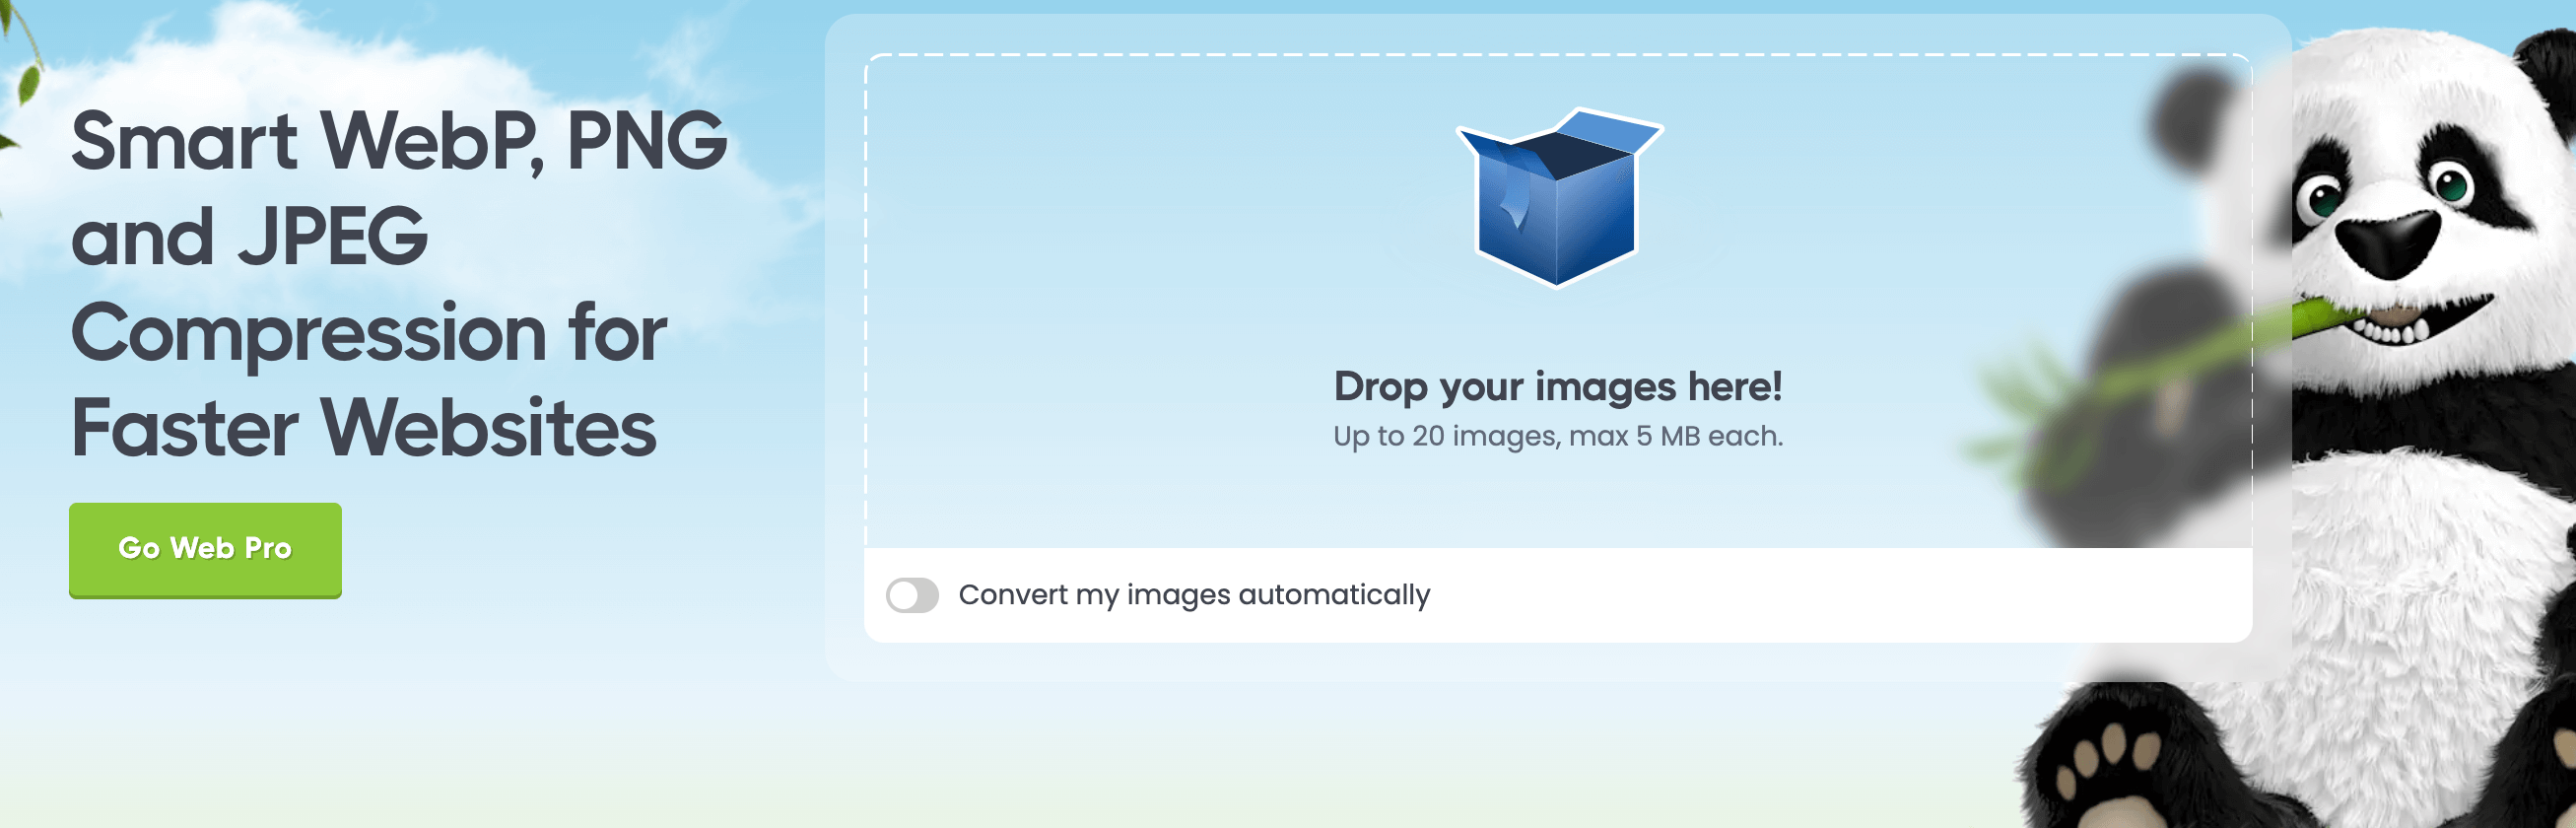 Smart WebP, PNG
and JPEG
Compression for
Faster Websites
Go Web Pro
Drop your images here!
Up to 20 images, max 5 MB each.
Convert my images automatically